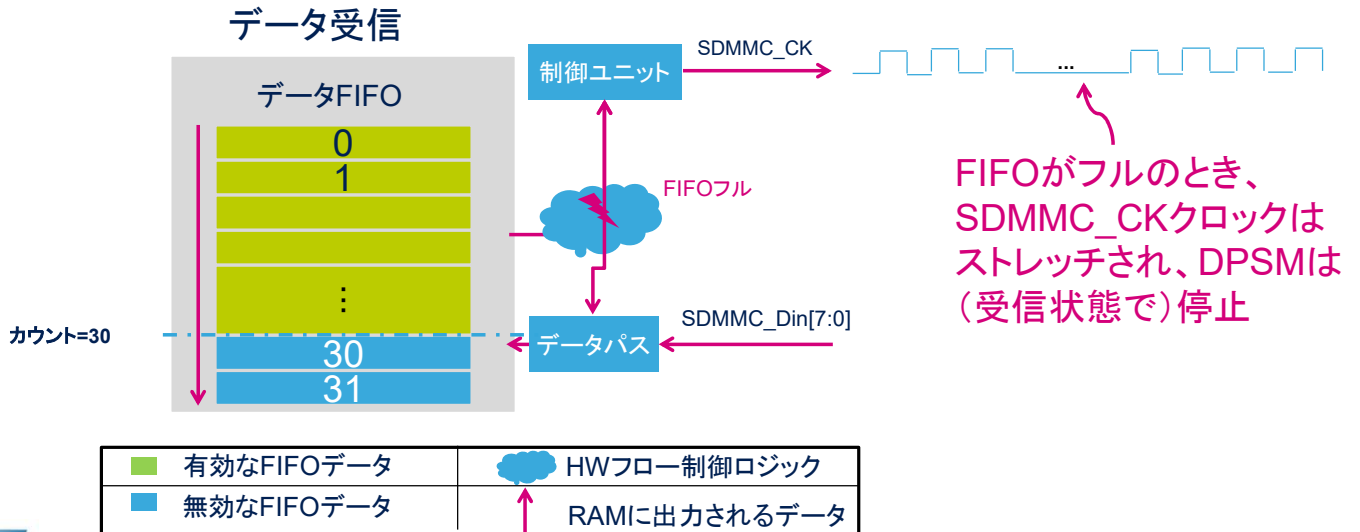 データ受信
データFIFO
0
1
⋮
30
31
カウント=30
制御ユニット
SDMMC_CK
...
FIFOフル
データパス
SDMMC_Din[7:0]
FIFOがフルのとき、
SDMMC_CKクロックは
ストレッチされ、DPSMは
（受信状態で）停止
有効なFIFOデータ
HWフロー制御ロジック
無効なFIFOデータ
RAMに出力されるデータ